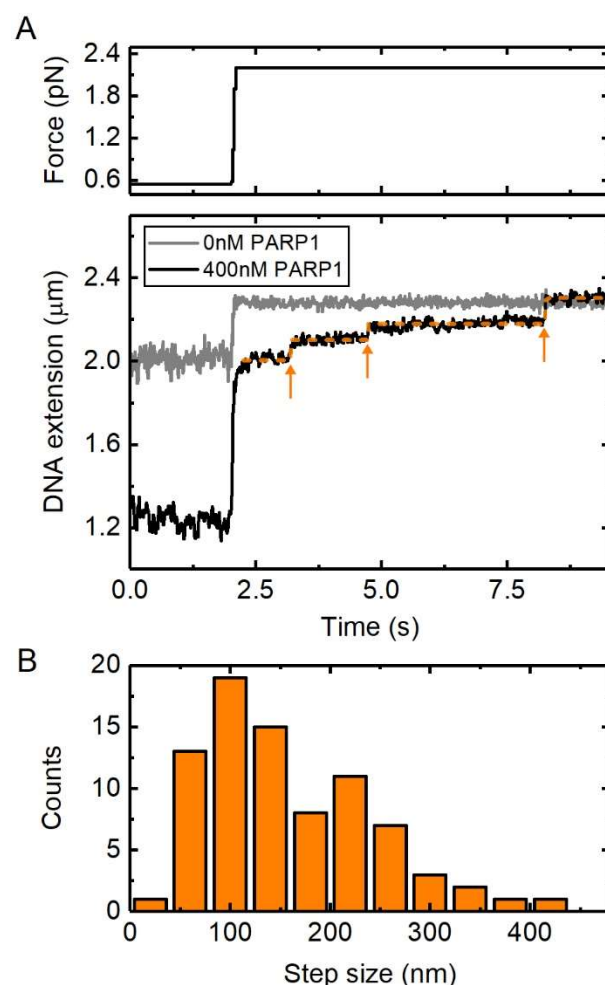 A
2.4
1.8
1.2
0.6
Force (pN)
0nM PARP1
400nM PARP1
2.4
2.0
1.6
1.2
DNA extension (μm)
0.0 2.5 5.0 7.5
Time (s)
B
20
15
10
5
0
Counts
0 100 200 300 400
Step size (nm)